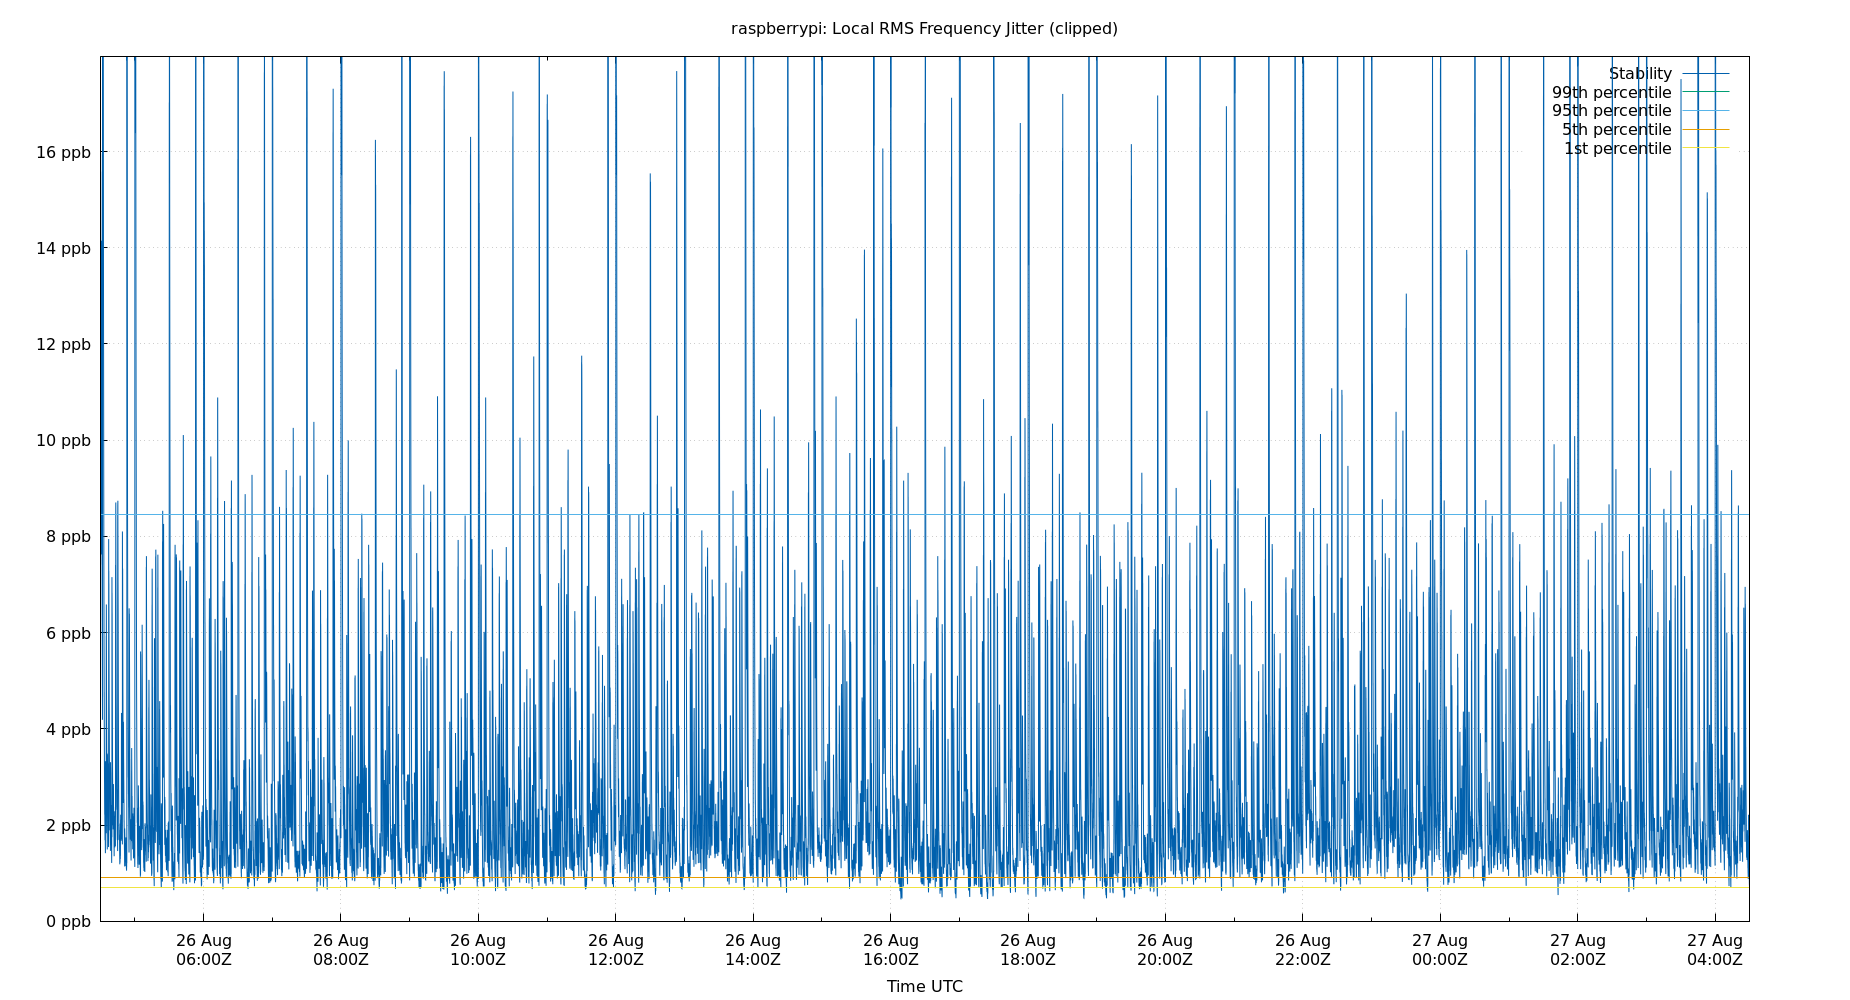 raspberrypi: Local RMS Frequency Jitter (clipped)
Stability
99th percentile
95th percentile
5th percentile
1st percentile
16 ppb
14 ppb
12 ppb
10 ppb
8 ppb
6 ppb
4 ppb
2 ppb
0 ppb
26 Aug 26 Aug 26 Aug 26 Aug 26 Aug 26 Aug 26 Aug 26 Aug 26 Aug 27 Aug 27 Aug 27 Aug
06:00Z 08:00Z 10:00Z 12:00Z 14:00Z 16:00Z 18:00Z 20:00Z 22:00Z 00:00Z 02:00Z 04:00Z
Time UTC